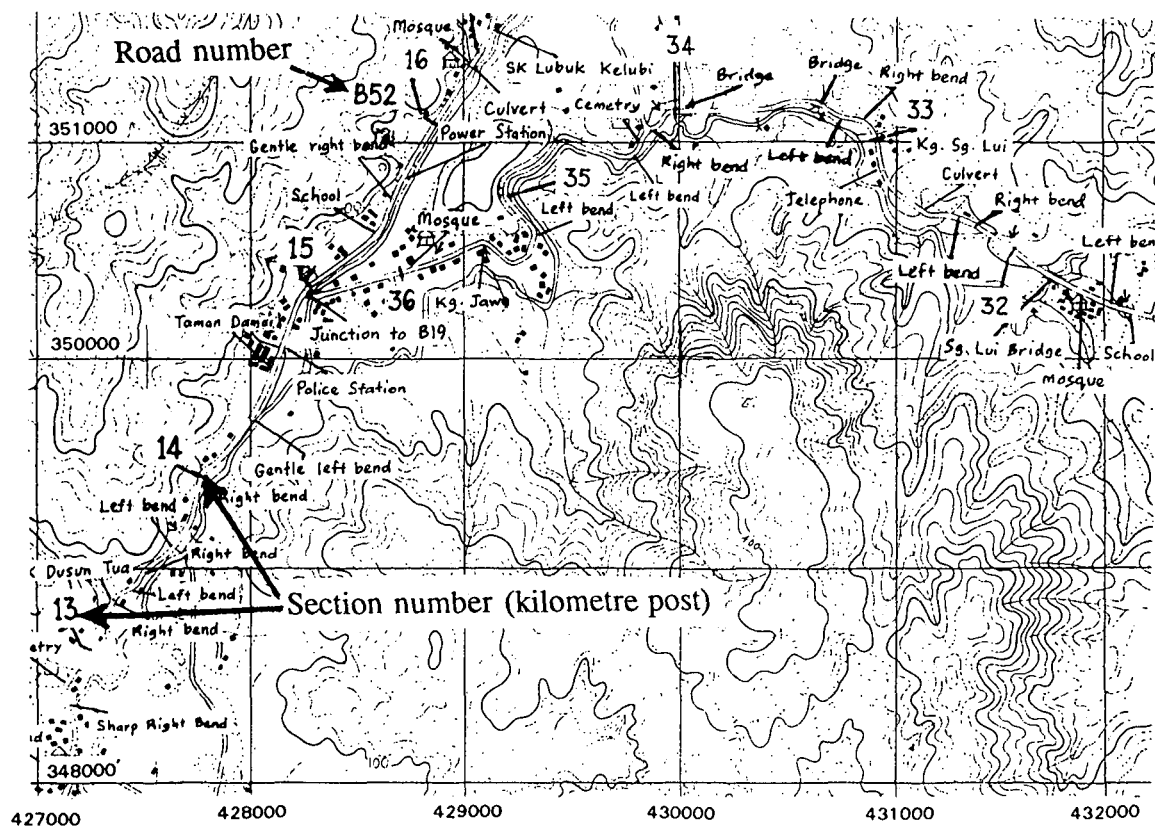 Mosque
34
Road number
16
SK Lubuk Kelubi
Bridge
Bridge
Right bend
B52
Culvert
Cemetry
33
351000
Power Station
Gentle right bend
Right bend
Left bend
Kg. Sg. Lui
35
Left bend
Culvert
School
Left bend
Jelephone
Right bend
Mosque
15
Left bend
36
Kg. Jawa
32
Taman Damai
Junction to B19
350000
Sg. Lui Bridge
School
Police Station
Mosque
14
Gentle left bend
Right bend
Left bend
Right Bend
Dusun Tua
Left bend
Section number (kilometre post)
13
Right bend
etry
Sharp Right Bend
348000
100
427000
428000
429000
430000
431000
432000